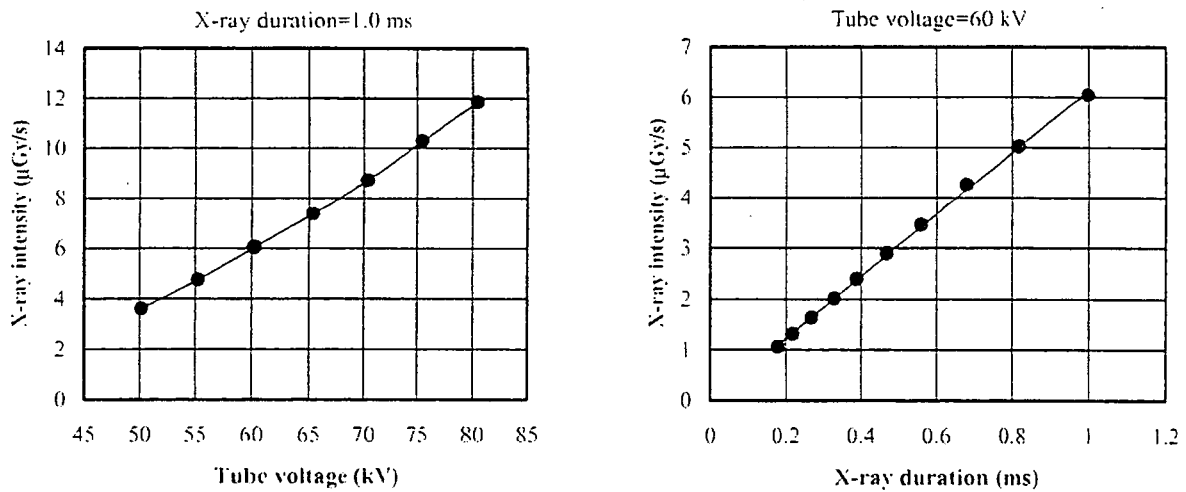 X-ray duration=1.0 ms
14
12
10
8
6
4
2
0
45 50 55 60 65 70 75 80 85
X-ray intensity (μGy/s)
Tube voltage (kV)
Tube voltage=60 kV
7
6
5
4
3
2
1
0
0 0.2 0.4 0.6 0.8 1 1.2
X-ray intensity (μGy/s)
X-ray duration (ms)